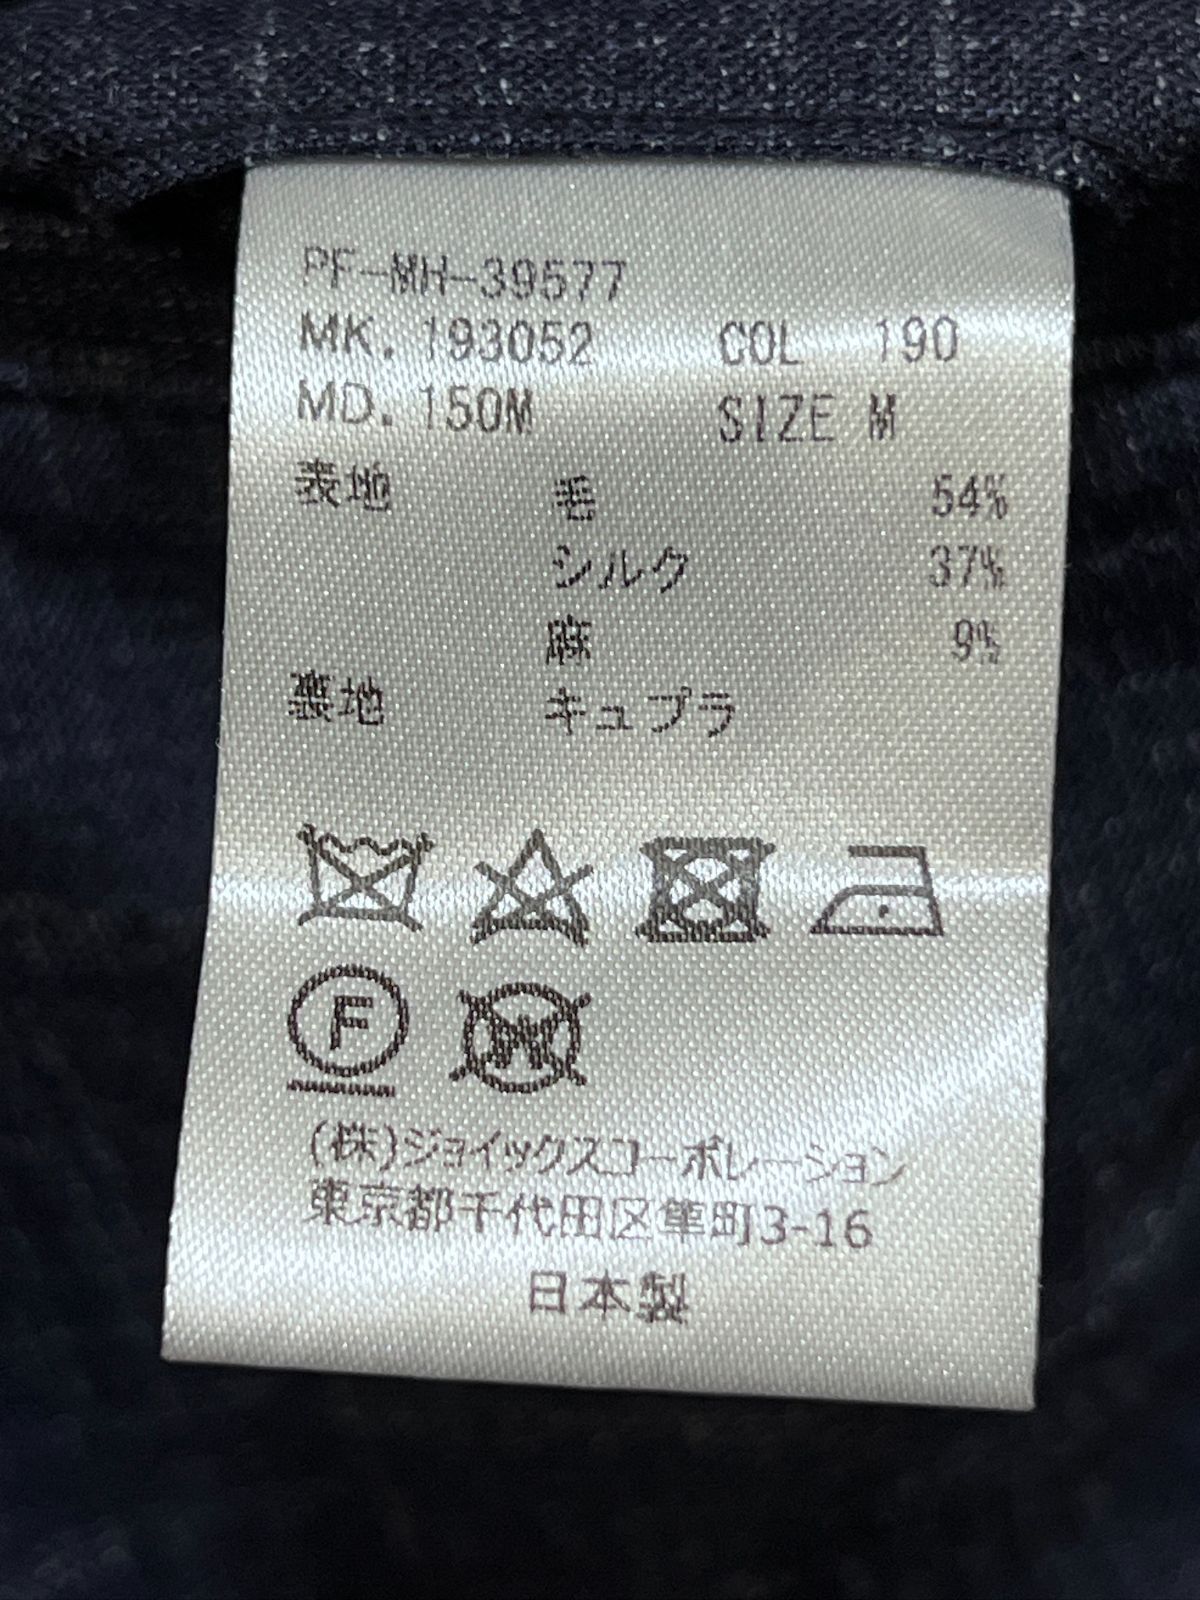 PF-MH-39577
MK. 193052 COL 190
MD. 150M SIZE M
表地 毛 54%
シルク 37%
麻 9%
裏地 キュプラ
F
W
(株)ジョイックスコーポレーション
東京都千代田区隼町3-16
日本製